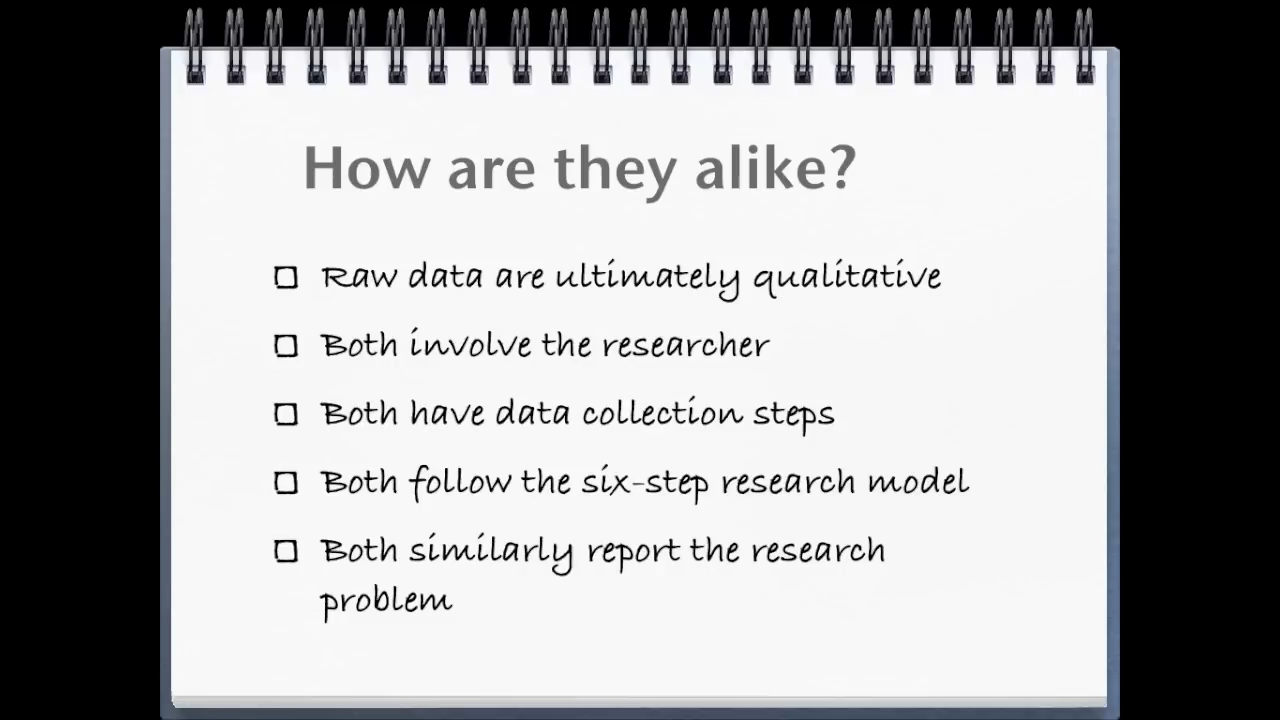 How are they alike?
Raw data are ultimately qualitative
Both involve the researcher
Both have data collection steps
Both follow the six-step research model
Both similarly report the research
problem